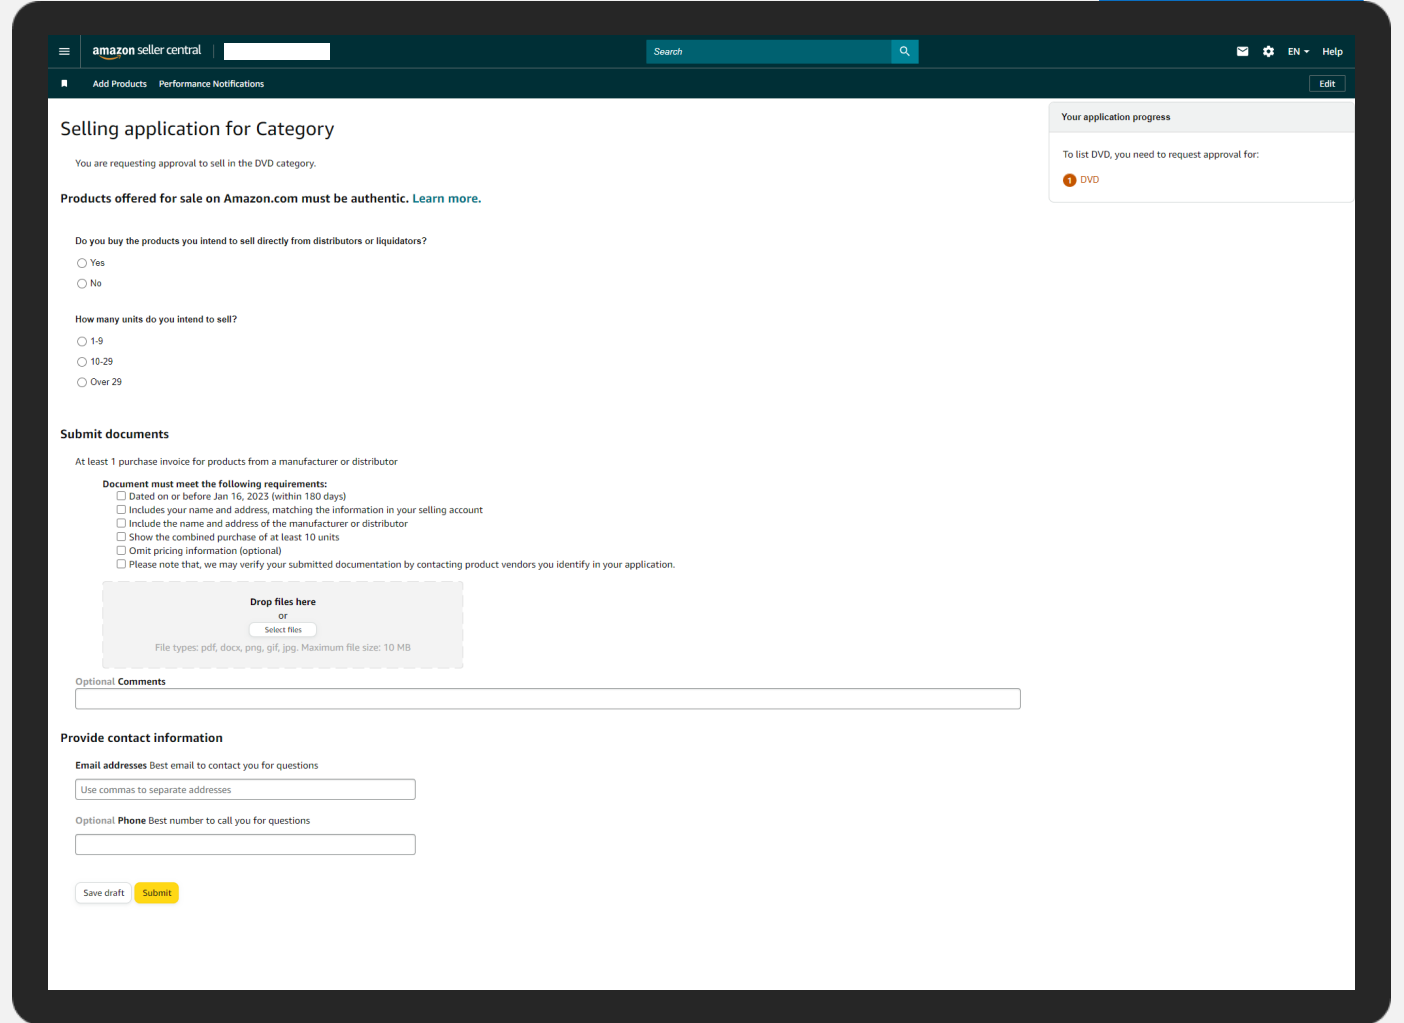 amazon seller central
Search
EN
Help
Add Products Performance Notifications
Edit
Selling application for Category
You are requesting approval to sell in the DVD category.
Products offered for sale on Amazon.com must be authentic. Learn more.
Do you buy the products you intend to sell directly from distributors or liquidators?
Yes
No
How many units do you intend to sell?
1-9
10-29
Over 29
Submit documents
At least 1 purchase invoice for products from a manufacturer or distributor
Document must meet the following requirements:
Dated on or before Jan 16, 2023 (within 180 days)
Includes your name and address, matching the information in your selling account
Include the name and address of the manufacturer or distributor
Show the combined purchase of at least 10 units
Omit pricing information (optional)
Please note that, we may verify your submitted documentation by contacting product vendors you identify in your application.
Drop files here
or
Select files
File types: pdf, docx, png, gif, jpg. Maximum file size: 10 MB
Optional Comments
Provide contact information
Email addresses Best email to contact you for questions
Use commas to separate addresses
Optional Phone Best number to call you for questions
Save draft Submit
Your application progress
To list DVD, you need to request approval for:
1 DVD